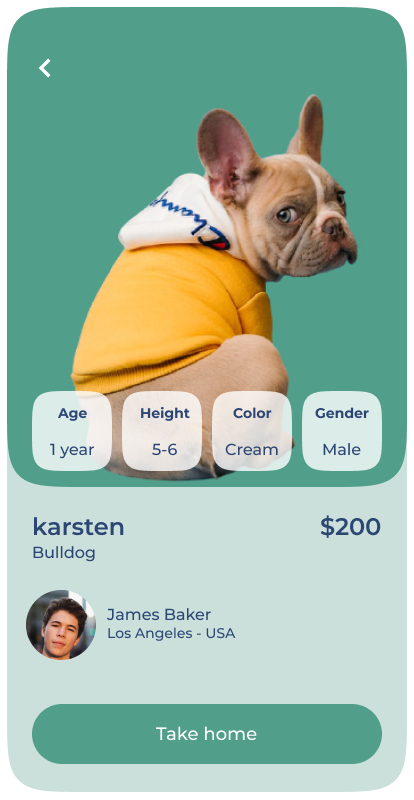 Champ
Age
Height
Color
Gender
1 year
5-6
Cream
Male
karsten
$200
Bulldog
James Baker
Los Angeles - USA
Take home